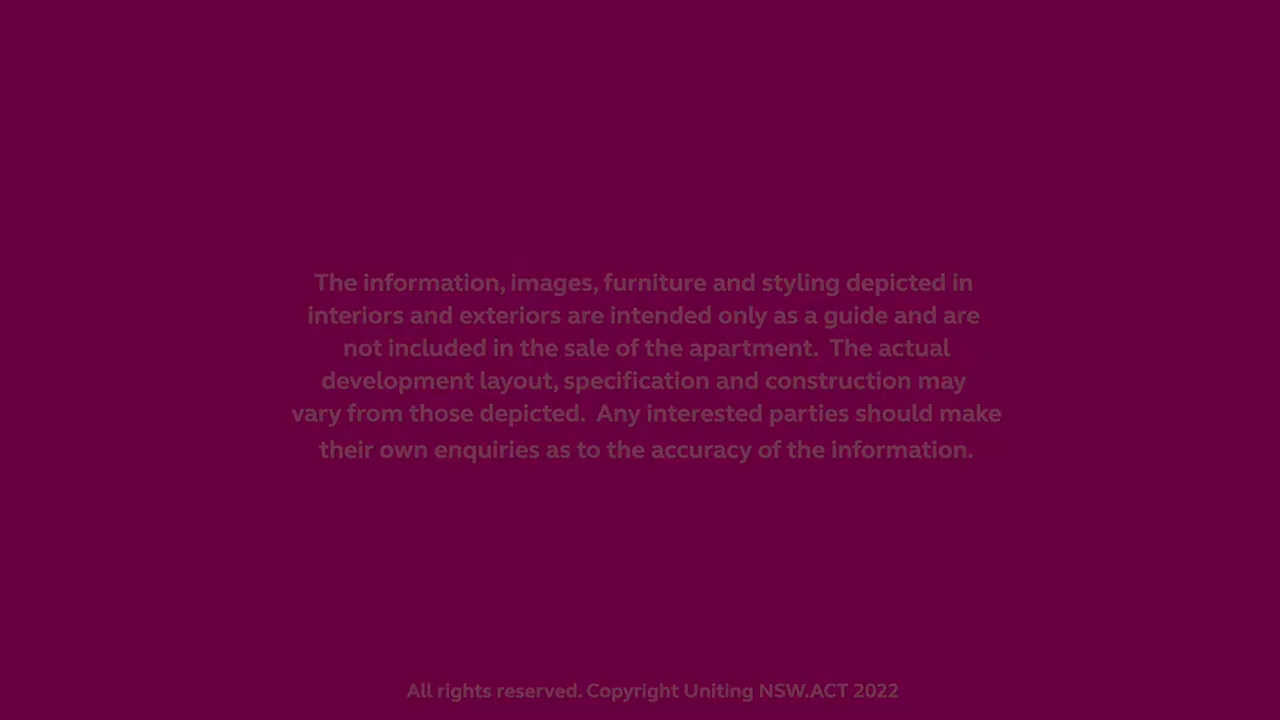 The information, images, furniture and styling depicted in
interiors and exteriors are intended only as a guide and are
not included in the sale of the apartment.  The actual
development layout, specification and construction may
vary from those depicted.  Any interested parties should make
their own enquiries as to the accuracy of the information.
All rights reserved. Copyright Uniting NSW.ACT 2022